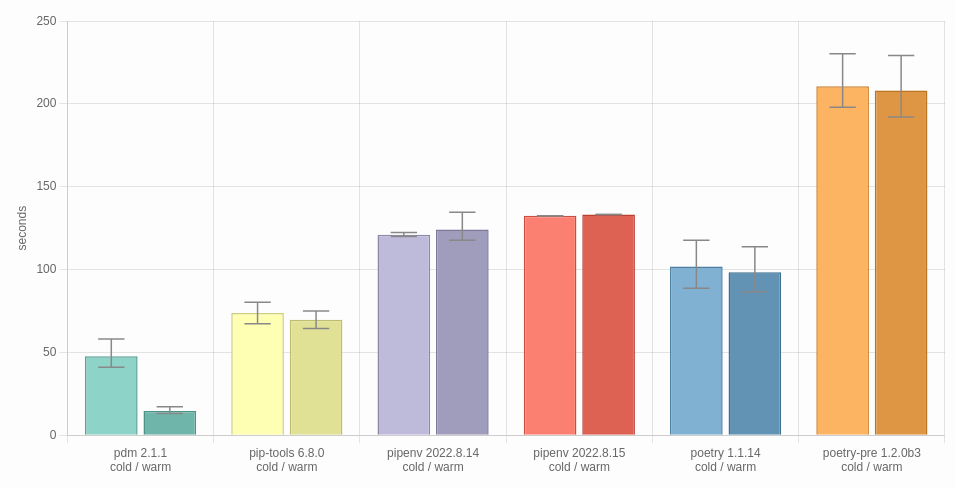 250
200
150
100
50
0
seconds
pdm 2.1.1
cold / warm
pip-tools 6.8.0
cold / warm
pipenv 2022.8.14
cold / warm
pipenv 2022.8.15
cold / warm
poetry 1.1.14
cold / warm
poetry-pre 1.2.0b3
cold / warm